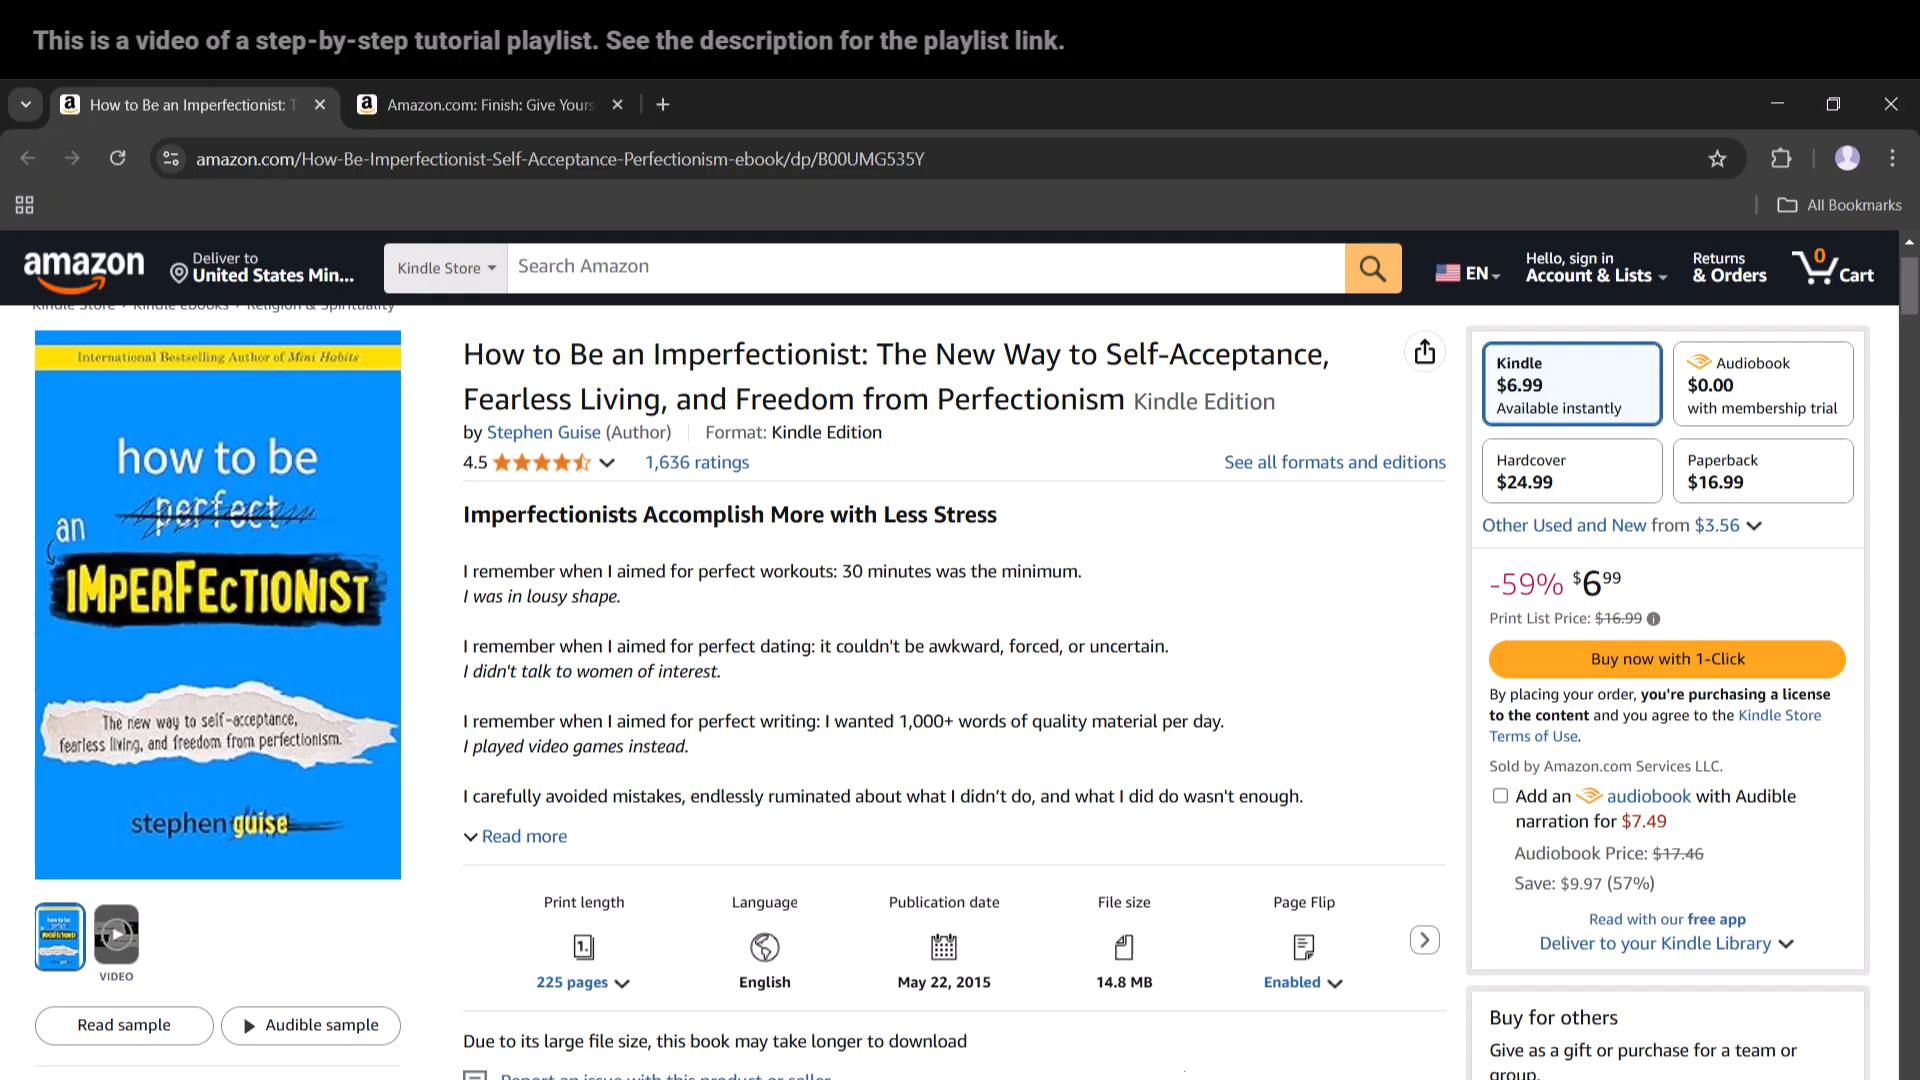 This is a video of a step-by-step tutorial playlist. See the description for the playlist link.
How to Be an Imperfectionist: T
Amazon.com: Finish: Give Yours
amazon.com/How-Be-Imperfectionist-Self-Acceptance-Perfectionism-ebook/dp/B00UMG535Y
All Bookmarks
amazon
Deliver to
United States Min...
Kindle Store
Search Amazon
EN
Hello, sign in
Account & Lists
Returns
& Orders
0
Cart
Kindle Store › Kindle eBooks › Religion & Spirituality
International Bestselling Author of Mini Habits
how to be
perfect
an
IMPERFECTIONIST
The new way to self-acceptance,
fearless living, and freedom from perfectionism.
stephen guise
VIDEO
Read sample
Audible sample
How to Be an Imperfectionist: The New Way to Self-Acceptance,
Fearless Living, and Freedom from Perfectionism Kindle Edition
by Stephen Guise (Author)
Format: Kindle Edition
4.5
1,636 ratings
See all formats and editions
Imperfectionists Accomplish More with Less Stress
I remember when I aimed for perfect workouts: 30 minutes was the minimum.
I was in lousy shape.
I remember when I aimed for perfect dating: it couldn't be awkward, forced, or uncertain.
I didn't talk to women of interest.
I remember when I aimed for perfect writing: I wanted 1,000+ words of quality material per day.
I played video games instead.
I carefully avoided mistakes, endlessly ruminated about what I didn’t do, and what I did do wasn't enough.
Read more
Print length
225 pages
Language
English
Publication date
May 22, 2015
File size
14.8 MB
Page Flip
Enabled
Due to its large file size, this book may take longer to download
Report an issue with this product or seller
Kindle
$6.99
Available instantly
Audiobook
$0.00
with membership trial
Hardcover
$24.99
Paperback
$16.99
Other Used and New from $3.56
-59% $6 99
Print List Price: $16.99
Buy now with 1-Click
By placing your order, you're purchasing a license
to the content and you agree to the Kindle Store
Terms of Use.
Sold by Amazon.com Services LLC.
Add an audiobook with Audible
narration for $7.49
Audiobook Price: $17.46
Save: $9.97 (57%)
Read with our free app
Deliver to your Kindle Library
Buy for others
Give as a gift or purchase for a team or
group.